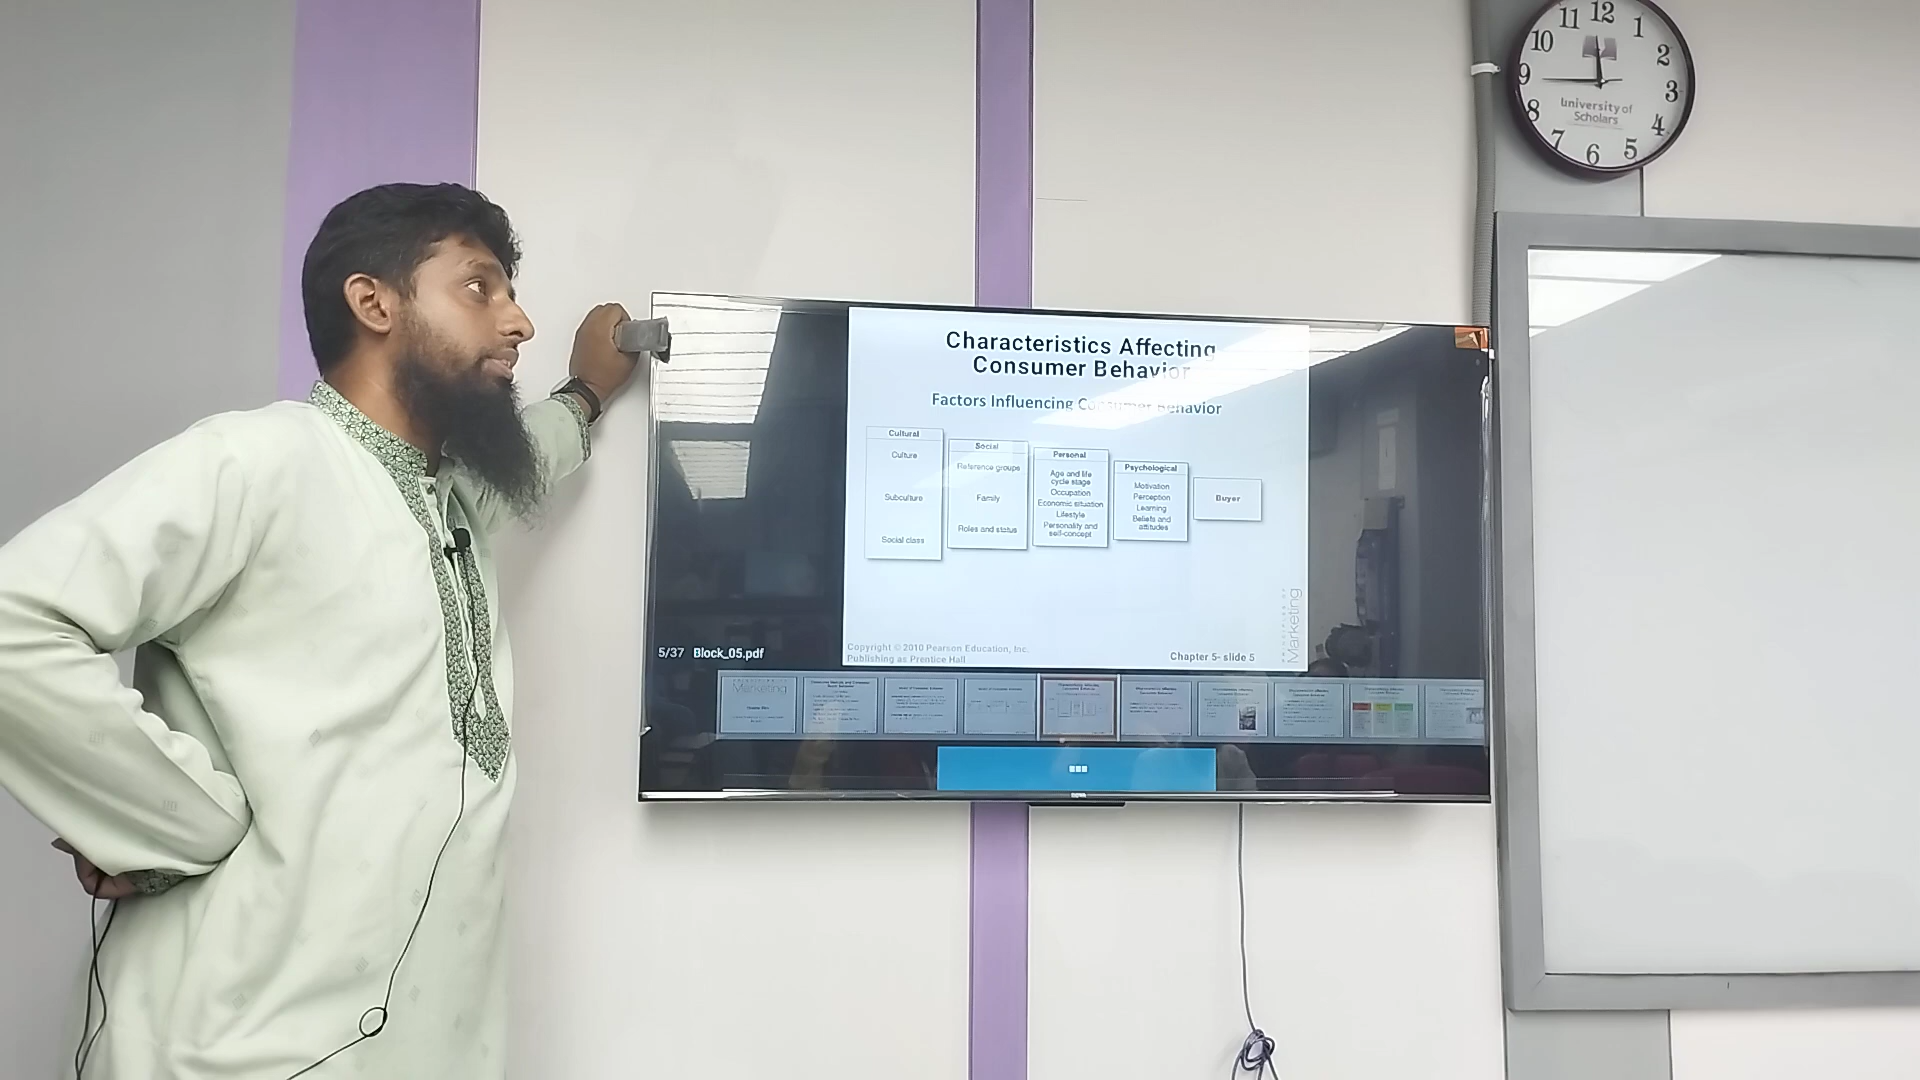 11 12 1
10 2
9 3
8 4
7 6 5
University of
Scholars
Characteristics Affecting
Consumer Behavior
Factors Influencing Consumer Behavior
Cultural
Culture
Subculture
Social class
Social
Reference groups
Family
Roles and status
Personal
Age and life
cycle stage
Occupation
Economic situation
Lifestyle
Personality and
self-concept
Psychological
Motivation
Perception
Learning
Beliefs and
attitudes
Buyer
Marketing
Copyright © 2010 Pearson Education, Inc.
Publishing as Prentice Hall
Chapter 5- slide 5
5/37 Block_05.pdf
Marketing